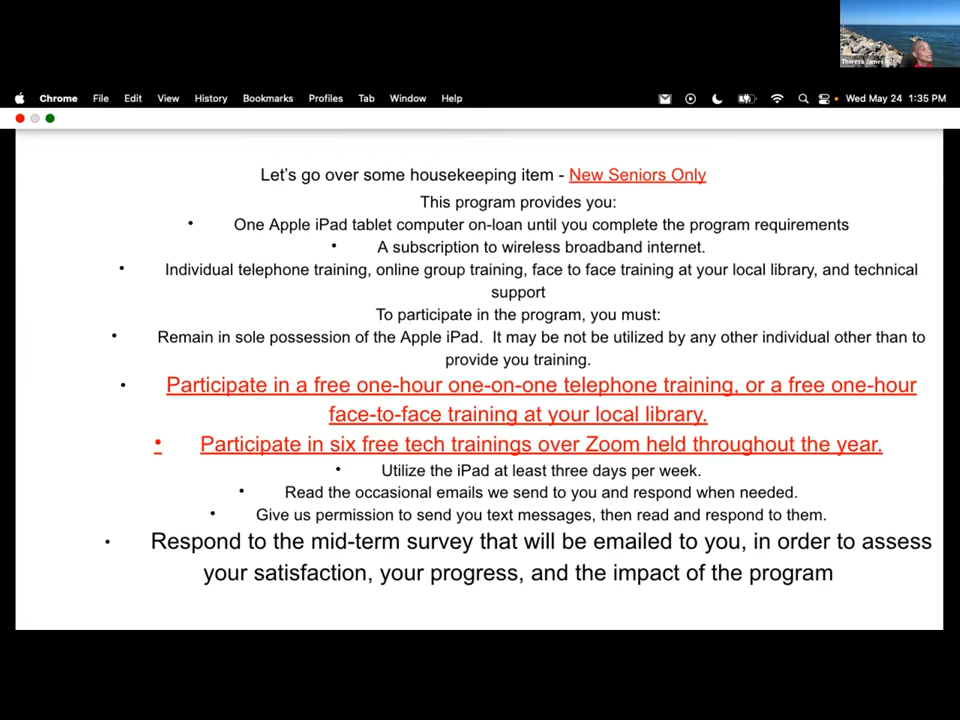 Theresa James
Chrome File Edit View History Bookmarks Profiles Tab Window Help Wed May 24 1:35 PM
Let's go over some housekeeping item - New Seniors Only
This program provides you:
• One Apple iPad tablet computer on-loan until you complete the program requirements
• A subscription to wireless broadband internet.
• Individual telephone training, online group training, face to face training at your local library, and technical
support
To participate in the program, you must:
• Remain in sole possession of the Apple iPad. It may be not be utilized by any other individual other than to
provide you training.
• Participate in a free one-hour one-on-one telephone training, or a free one-hour
face-to-face training at your local library.
• Participate in six free tech trainings over Zoom held throughout the year.
• Utilize the iPad at least three days per week.
• Read the occasional emails we send to you and respond when needed.
• Give us permission to send you text messages, then read and respond to them.
• Respond to the mid-term survey that will be emailed to you, in order to assess
your satisfaction, your progress, and the impact of the program